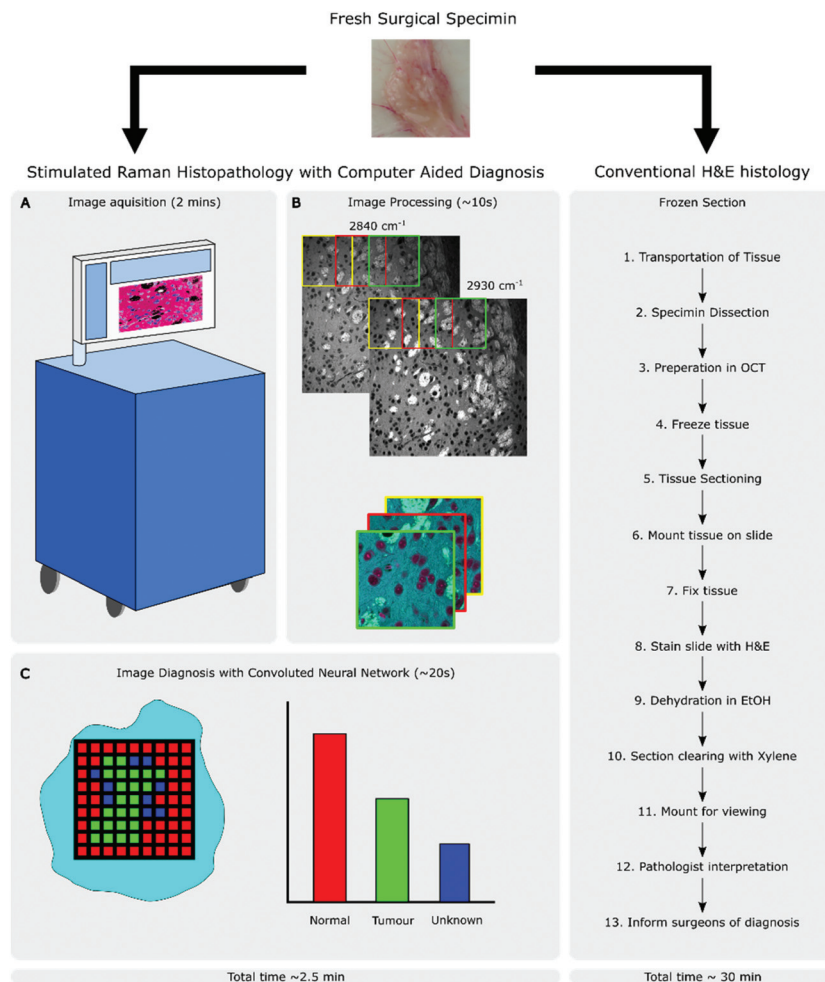 Fresh Surgical Specimin
Stimulated Raman Histopathology with Computer Aided Diagnosis
A
Image aquisition (2 mins)
B
Image Processing (~10s)
2840 cm⁻¹
2930 cm⁻¹
C
Image Diagnosis with Convoluted Neural Network (~20s)
Normal
Tumour
Unknown
Total time ~2.5 min
Conventional H&E histology
Frozen Section
1. Transportation of Tissue
2. Specimin Dissection
3. Preperation in OCT
4. Freeze tissue
5. Tissue Sectioning
6. Mount tissue on slide
7. Fix tissue
8. Stain slide with H&E
9. Dehydration in EtOH
10. Section clearing with Xylene
11. Mount for viewing
12. Pathologist interpretation
13. Inform surgeons of diagnosis
Total time ~ 30 min